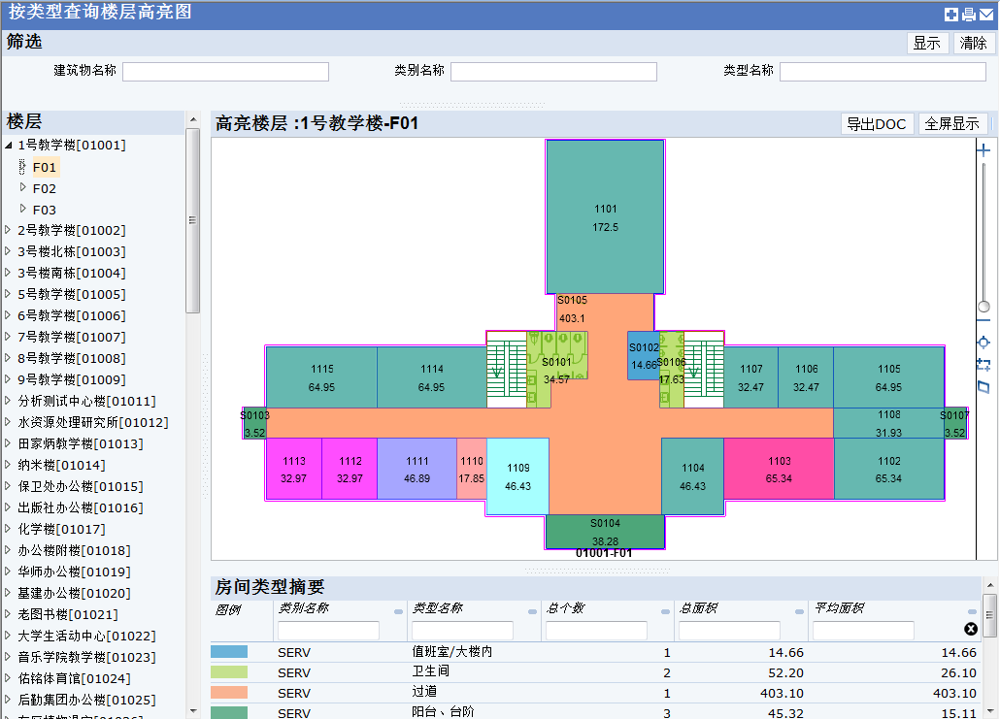 按类型查询楼层高亮图
筛选
显示 清除
建筑物名称 类别名称 类型名称
楼层
1号教学楼[01001]
F01
F02
F03
2号教学楼[01002]
3号楼北栋[01003]
3号楼南栋[01004]
5号教学楼[01005]
6号教学楼[01006]
7号教学楼[01007]
8号教学楼[01008]
9号教学楼[01009]
分析测试中心楼[01011]
水资源处理研究所[01012]
田家炳教学楼[01013]
纳米楼[01014]
保卫处办公楼[01015]
出版社办公楼[01016]
化学楼[01017]
办公楼附楼[01018]
华师办公楼[01019]
基建办公楼[01020]
老图书楼[01021]
大学生活动中心[01022]
音乐学院教学楼[01023]
佑铭体育馆[01024]
后勤集团办公楼[01025]
高亮楼层 :1号教学楼-F01
导出DOC 全屏显示
1101
172.5
S0105
403.1
S0102
14.66
S0101
34.57
S0106
17.63
1115
64.95
1114
64.95
1107
32.47
1106
32.47
1105
64.95
S0103
3.52
1108
31.93
S0107
3.52
1113
32.97
1112
32.97
1111
46.89
1110
17.85
1109
46.43
1104
46.43
1103
65.34
1102
65.34
S0104
38.28
01001-F01
房间类型摘要
图例 类别名称 类型名称 总个数 总面积 平均面积
SERV 值班室/大楼内 1 14.66 14.66
SERV 卫生间 2 52.20 26.10
SERV 过道 1 403.10 403.10
SERV 阳台、台阶 3 45.32 15.11